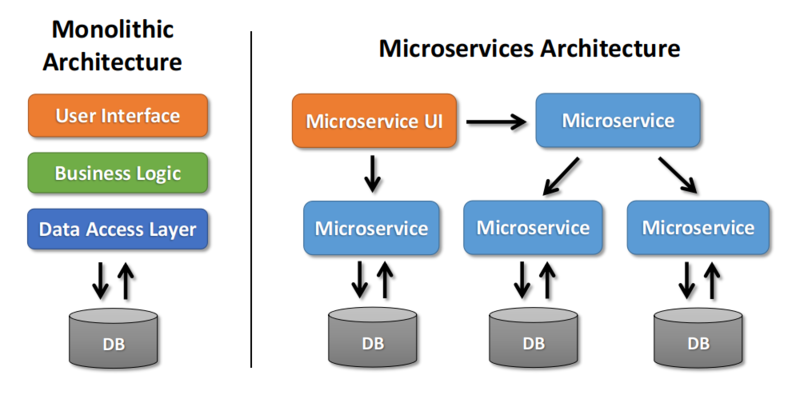 Monolithic
Architecture
User Interface
Business Logic
Data Access Layer
DB
Microservices Architecture
Microservice UI
Microservice
Microservice
Microservice
Microservice
DB
DB
DB